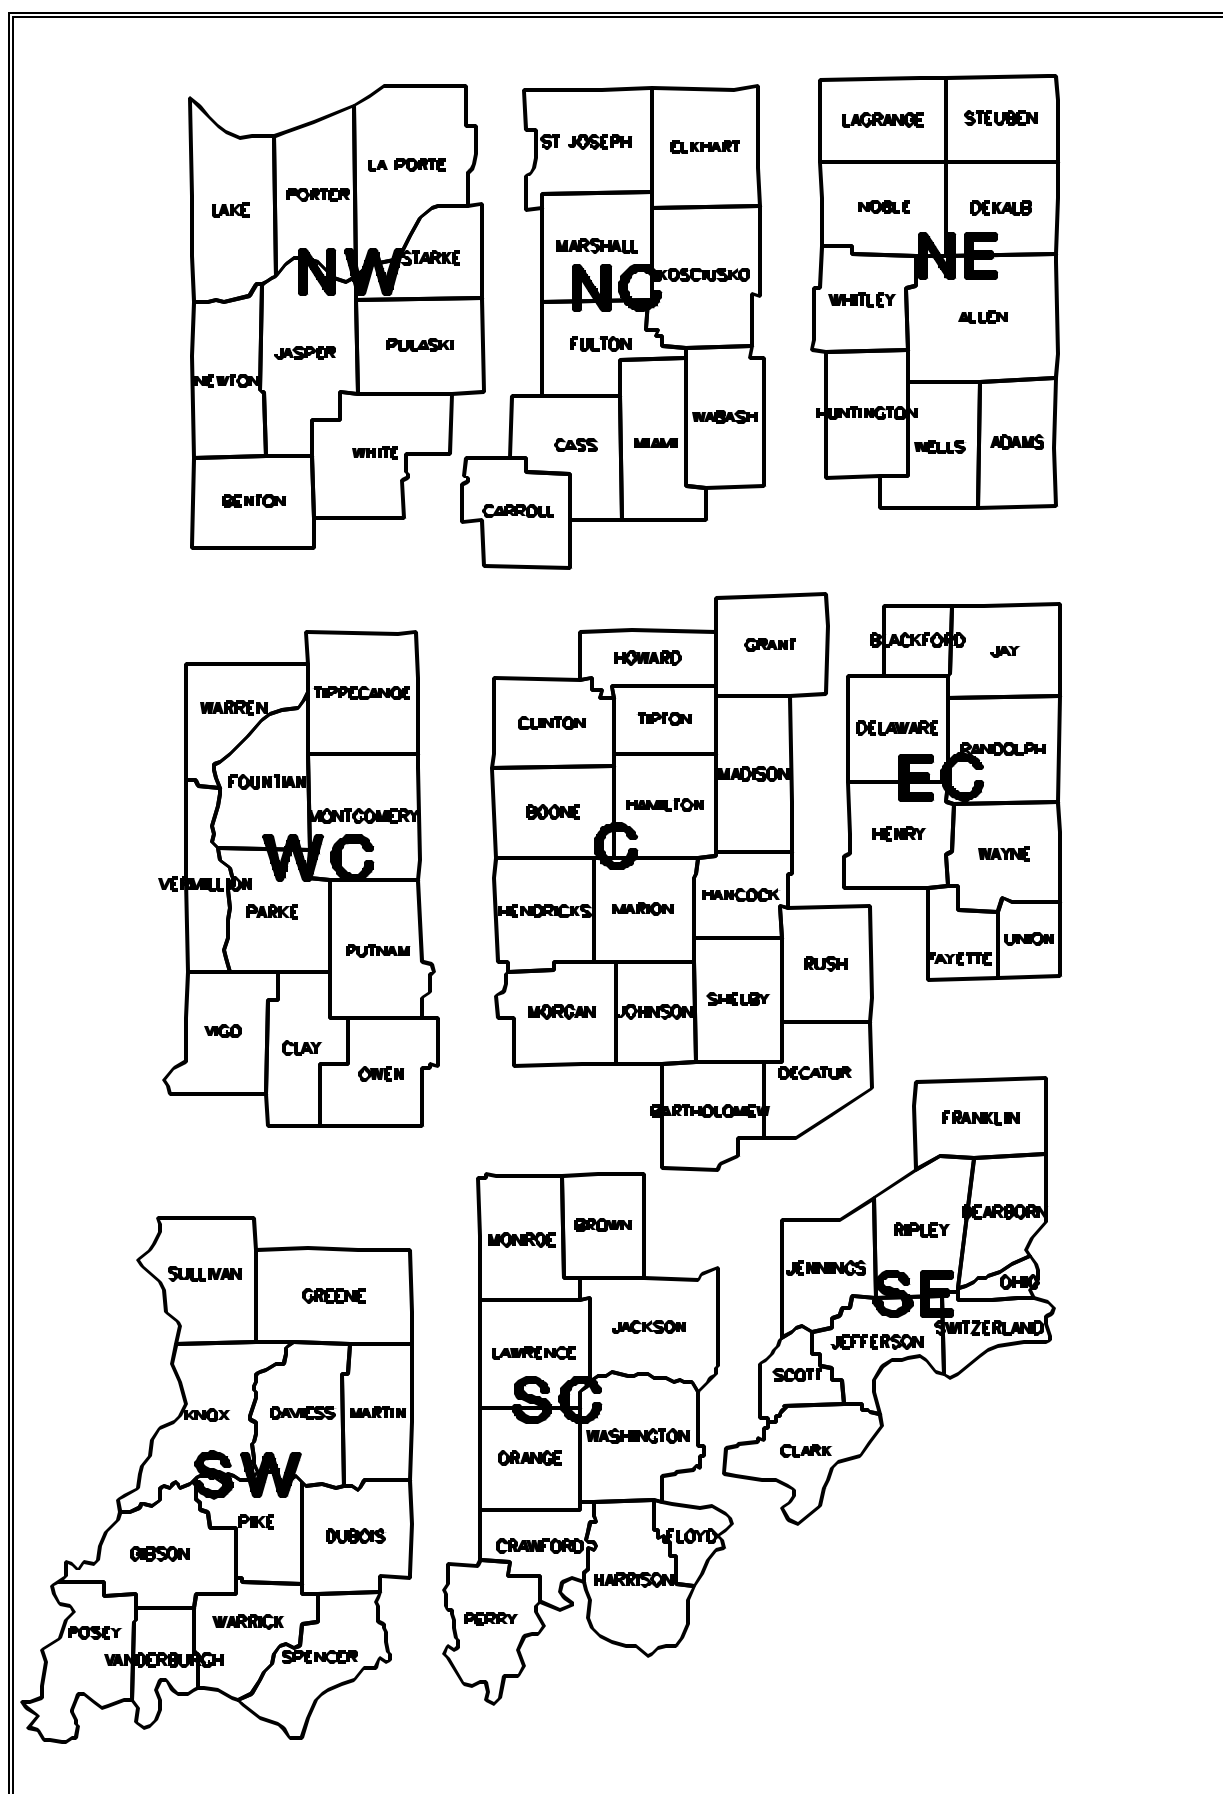 LAKE
PORTER
LA PORTE
STARKE
NW
NEWTON
JASPER
PULASKI
WHITE
BENTON
ST JOSEPH
ELKHART
MARSHALL
KOSCIUSKO
NC
FULTON
CASS
MIAMI
WABASH
CARROLL
LAGRANGE
STEUBEN
NOBLE
DEKALB
NE
WHITLEY
ALLEN
HUNTINGTON
WELLS
ADAMS
WARREN
TIPPECANOE
FOUNTIAN
MONTGOMERY
WC
VERMILLION
PARKE
PUTNAM
VIGO
CLAY
OWEN
HOWARD
GRANT
CLINTON
TIPTON
MADISON
BOONE
HAMILTON
C
HENDRICKS
MARION
HANCOCK
RUSH
MORGAN
JOHNSON
SHELBY
DECATUR
BARTHOLOMEW
BLACKFORD
JAY
DELAWARE
RANDOLPH
EC
HENRY
WAYNE
FAYETTE
UNION
SULLIVAN
GREENE
KNOX
DAVIESS
MARTIN
SW
PIKE
DUBOIS
GIBSON
POSEY
VANDERBURGH
WARRICK
SPENCER
MONROE
BROWN
JACKSON
LAWRENCE
SC
ORANGE
WASHINGTON
CRAWFORD
FLOYD
HARRISON
PERRY
FRANKLIN
DEARBORN
RIPLEY
JENNINGS
OHIO
SE
SWITZERLAND
JEFFERSON
SCOTT
CLARK